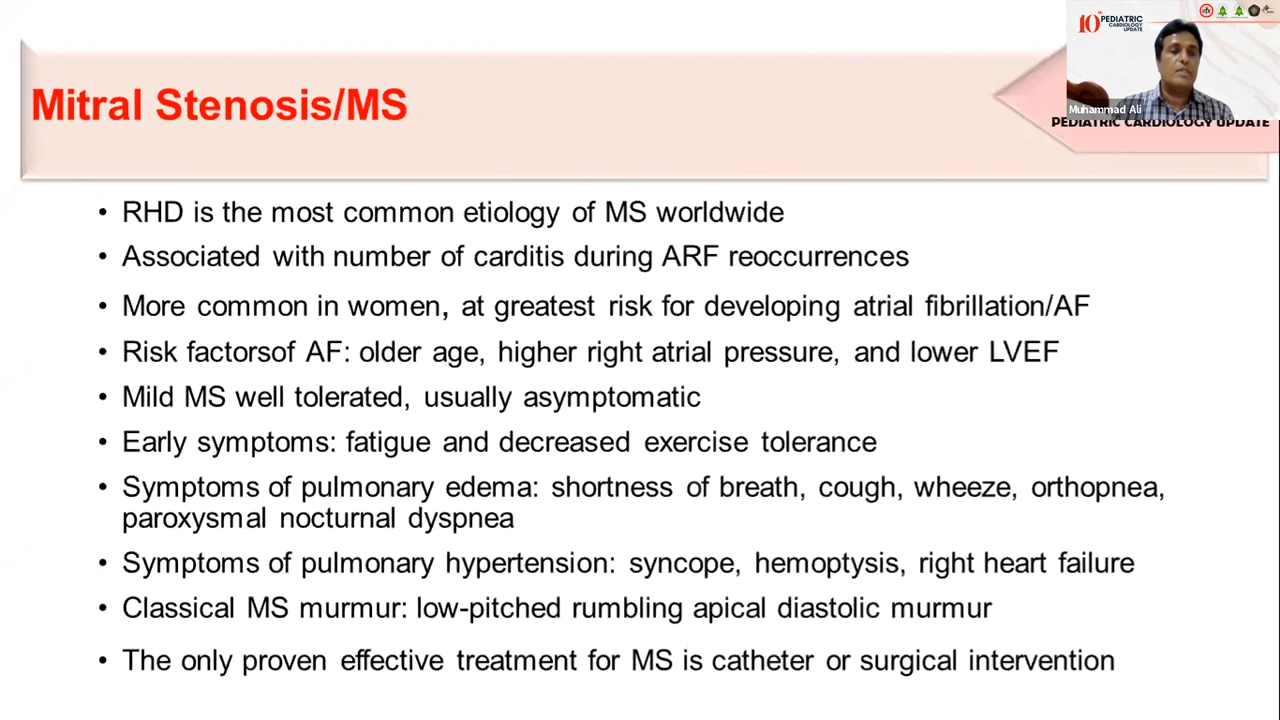 10th PEDIATRIC
CARDIOLOGY
UPDATE
Muhammad Ali
PEDIATRIC CARDIOLOGY UPDATE
Mitral Stenosis/MS
• RHD is the most common etiology of MS worldwide
• Associated with number of carditis during ARF reoccurrences
• More common in women, at greatest risk for developing atrial fibrillation/AF
• Risk factorsof AF: older age, higher right atrial pressure, and lower LVEF
• Mild MS well tolerated, usually asymptomatic
• Early symptoms: fatigue and decreased exercise tolerance
• Symptoms of pulmonary edema: shortness of breath, cough, wheeze, orthopnea,
paroxysmal nocturnal dyspnea
• Symptoms of pulmonary hypertension: syncope, hemoptysis, right heart failure
• Classical MS murmur: low-pitched rumbling apical diastolic murmur
• The only proven effective treatment for MS is catheter or surgical intervention